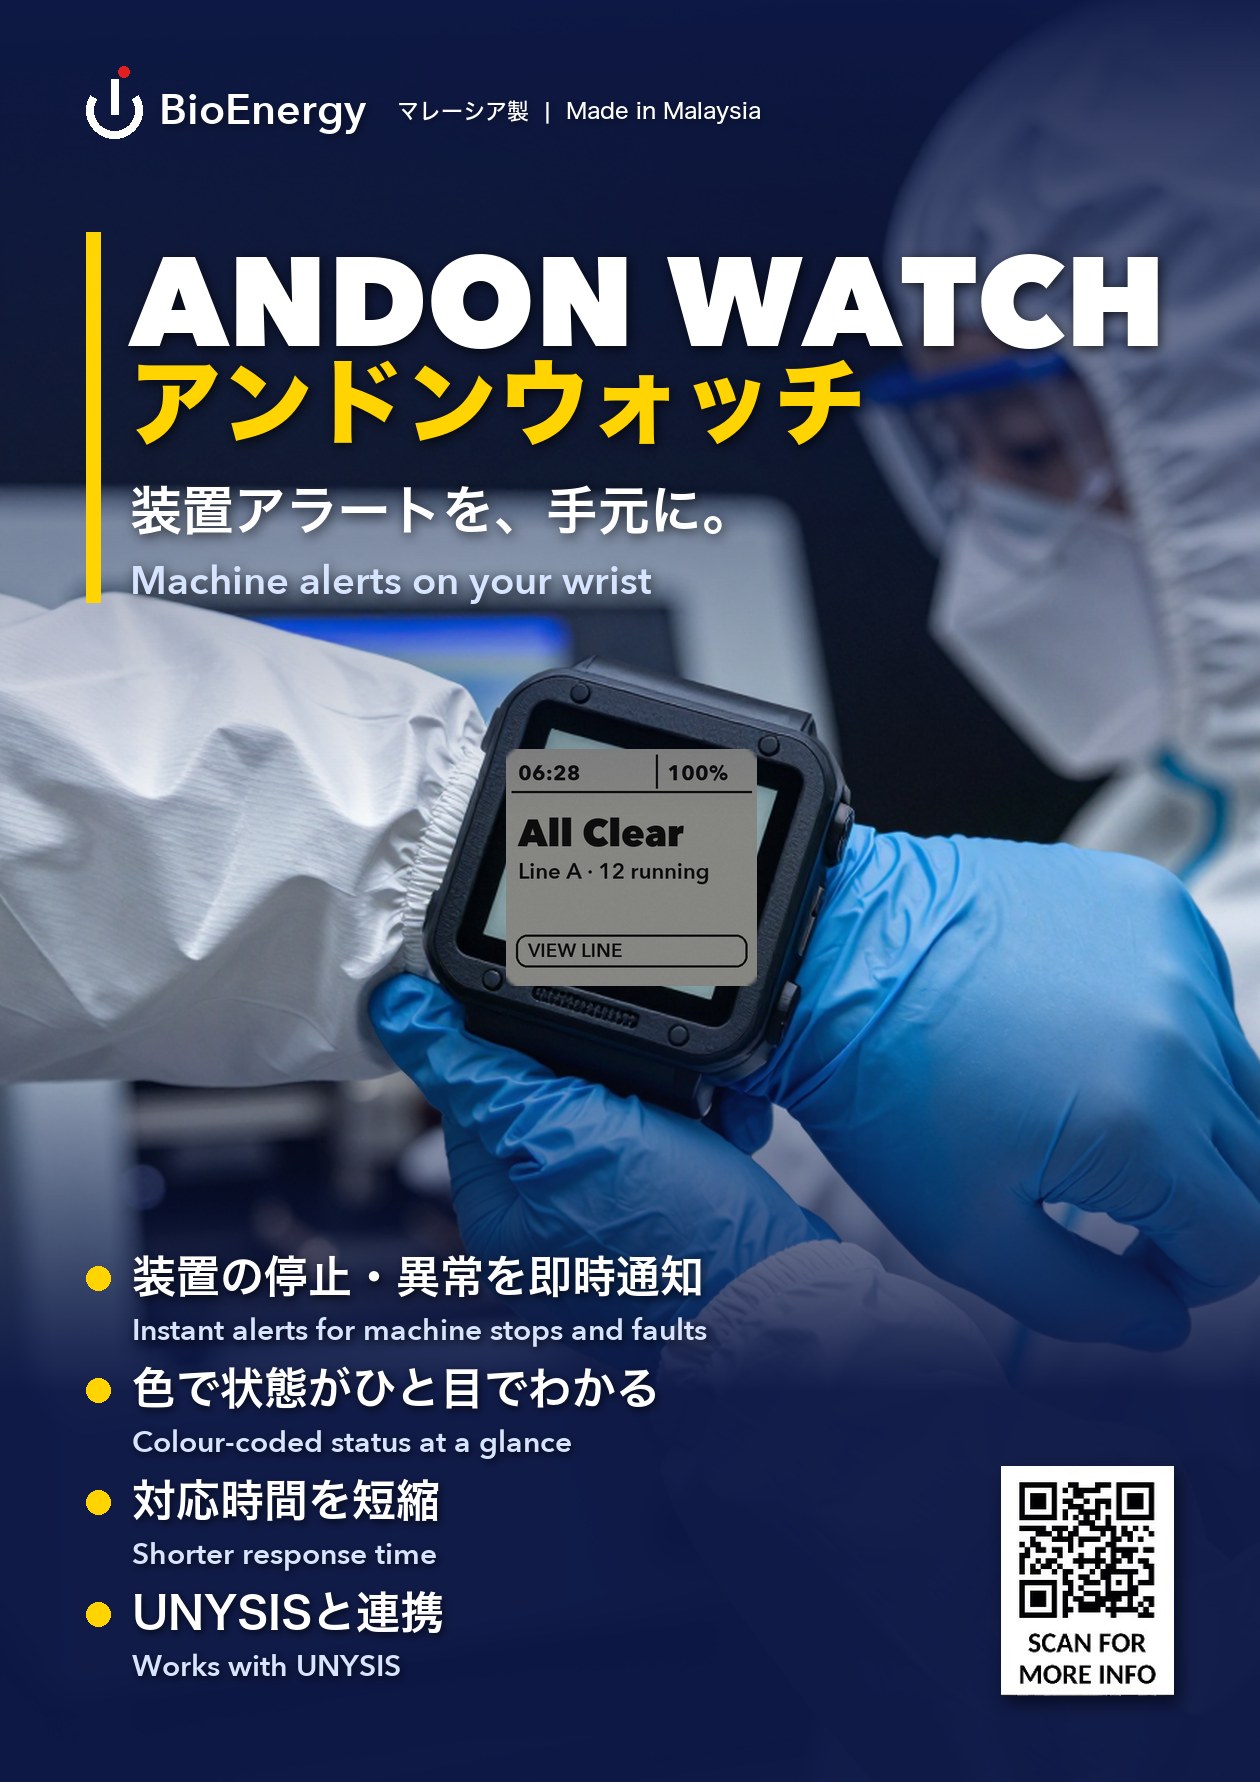 BioEnergy マレーシア製 | Made in Malaysia
ANDON WATCH
アンドンウォッチ
装置アラートを、手元に。
Machine alerts on your wrist
06:28 | 100%
All Clear
Line A · 12 running
VIEW LINE
装置の停止・異常を即時通知
Instant alerts for machine stops and faults
色で状態がひと目でわかる
Colour-coded status at a glance
対応時間を短縮
Shorter response time
UNYSISと連携
Works with UNYSIS
SCAN FOR
MORE INFO